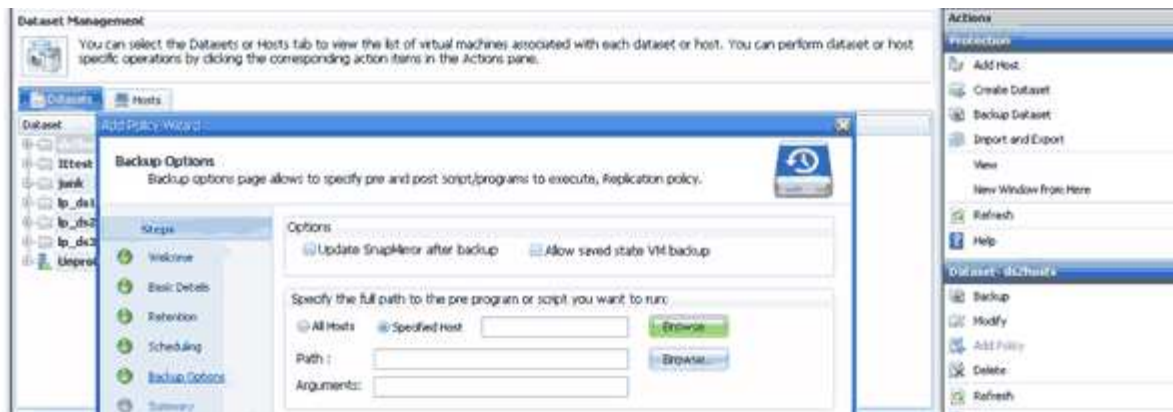 Dataset Management
You can select the Datasets or Hosts tab to view the list of virtual machines associated with each dataset or host. You can perform dataset or host
specific operations by clicking the corresponding action items in the Actions pane.
Datasets
Hosts
Dataset
ITtest
junk
lp_ds1
lp_ds2
lp_ds3
Unprot
Add Policy Wizard
Backup Options
Backup options page allows to specify pre and post script/programs to execute, Replication policy.
Steps
Welcome
Basic Details
Retention
Scheduling
Backup Options
Summary
Options
Update SnapMirror after backup
Allow saved state VM backup
Specify the full path to the pre program or script you want to run:
All Hosts
Specified Host
Browse
Path :
Browse...
Arguments:
Actions
Protection
Add Host
Create Dataset
Backup Dataset
Import and Export
View
New Window from Here
Refresh
Help
Dataset- ds2hosts
Backup
Modify
Add Policy
Delete
Refresh